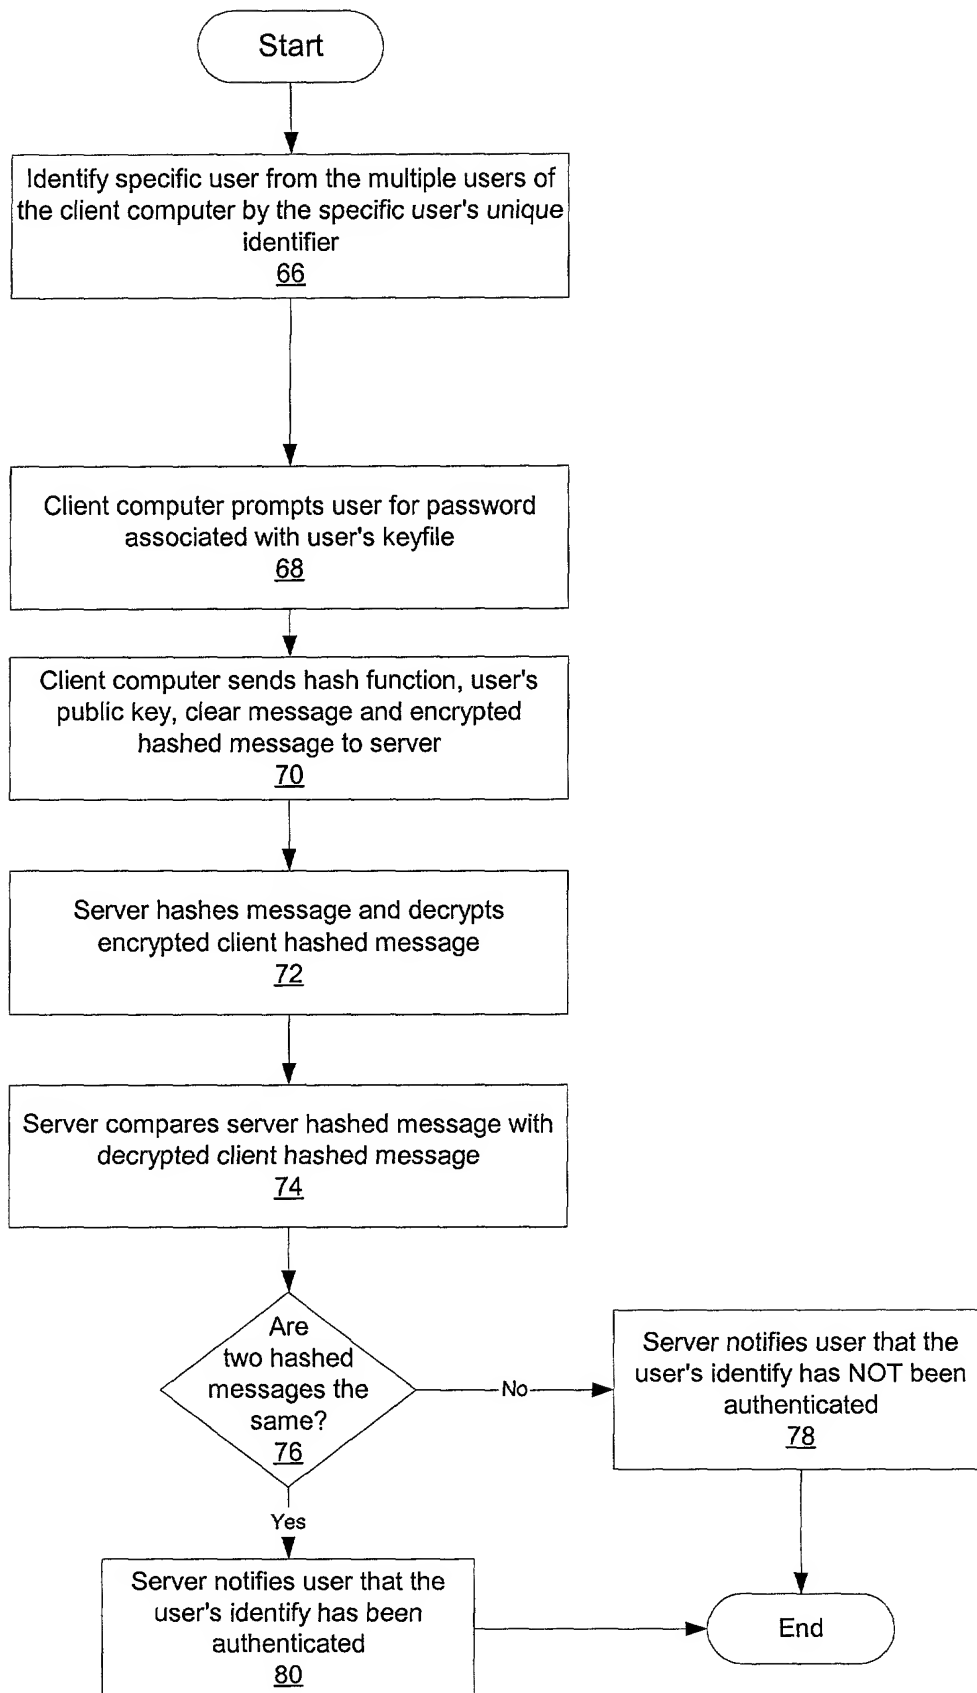 Start
Identify specific user from the multiple users of
the client computer by the specific user's unique
identifier
66
Client computer prompts user for password
associated with user's keyfile
68
Client computer sends hash function, user's
public key, clear message and encrypted
hashed message to server
70
Server hashes message and decrypts
encrypted client hashed message
72
Server compares server hashed message with
decrypted client hashed message
74
Are
two hashed
messages the
same?
76
No
Server notifies user that the
user's identify has NOT been
authenticated
78
Yes
Server notifies user that the
user's identify has been
authenticated
80
End